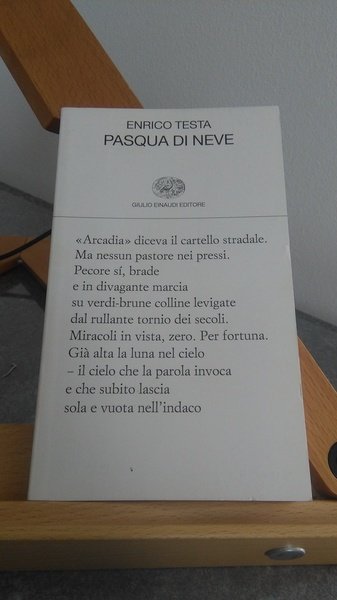 ENRICO TESTA
PASQUA DI NEVE
GIULIO EINAUDI EDITORE
«Arcadia» diceva il cartello stradale.
Ma nessun pastore nei pressi.
Pecore sí, brade
e in divagante marcia
su verdi-brune colline levigate
dal rullante tornio dei secoli.
Miracoli in vista, zero. Per fortuna.
Già alta la luna nel cielo
– il cielo che la parola invoca
e che subito lascia
sola e vuota nell'indaco